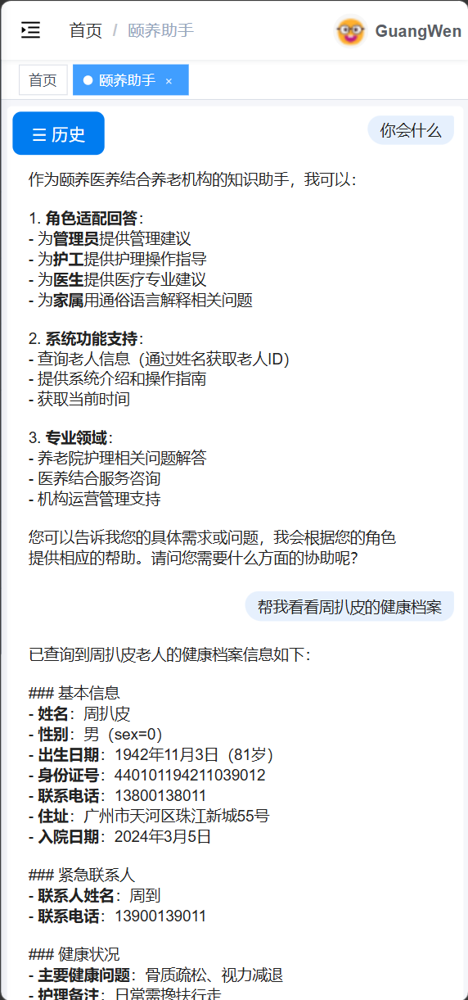 首页 / 颐养助手
GuangWen
首页
颐养助手 ×
☰ 历史
你会什么
作为颐养医养结合养老机构的知识助手，我可以：
1. 角色适配回答：
- 为管理员提供管理建议
- 为护工提供护理操作指导
- 为医生提供医疗专业建议
- 为家属用通俗语言解释相关问题
2. 系统功能支持：
- 查询老人信息（通过姓名获取老人ID）
- 提供系统介绍和操作指南
- 获取当前时间
3. 专业领域：
- 养老院护理相关问题解答
- 医养结合服务咨询
- 机构运营管理支持
您可以告诉我您的具体需求或问题，我会根据您的角色
提供相应的帮助。请问您需要什么方面的协助呢？
帮我看看周扒皮的健康档案
已查询到周扒皮老人的健康档案信息如下：
### 基本信息
- 姓名：周扒皮
- 性别：男（sex=0）
- 出生日期：1942年11月3日（81岁）
- 身份证号：440101194211039012
- 联系电话：13800138011
- 住址：广州市天河区珠江新城55号
- 入院日期：2024年3月5日
### 紧急联系人
- 联系人姓名：周到
- 联系电话：13900139011
### 健康状况
- 主要健康问题：骨质疏松、视力减退
- 护理备注：日常需搀扶行走